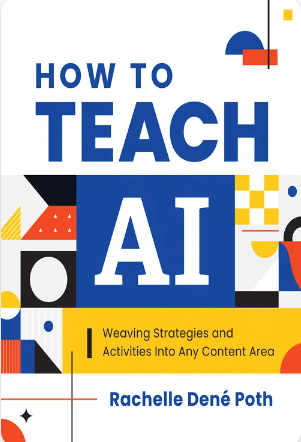 HOW TO
TEACH
AI
Weaving Strategies and
Activities Into Any Content Area
Rachelle Dené Poth